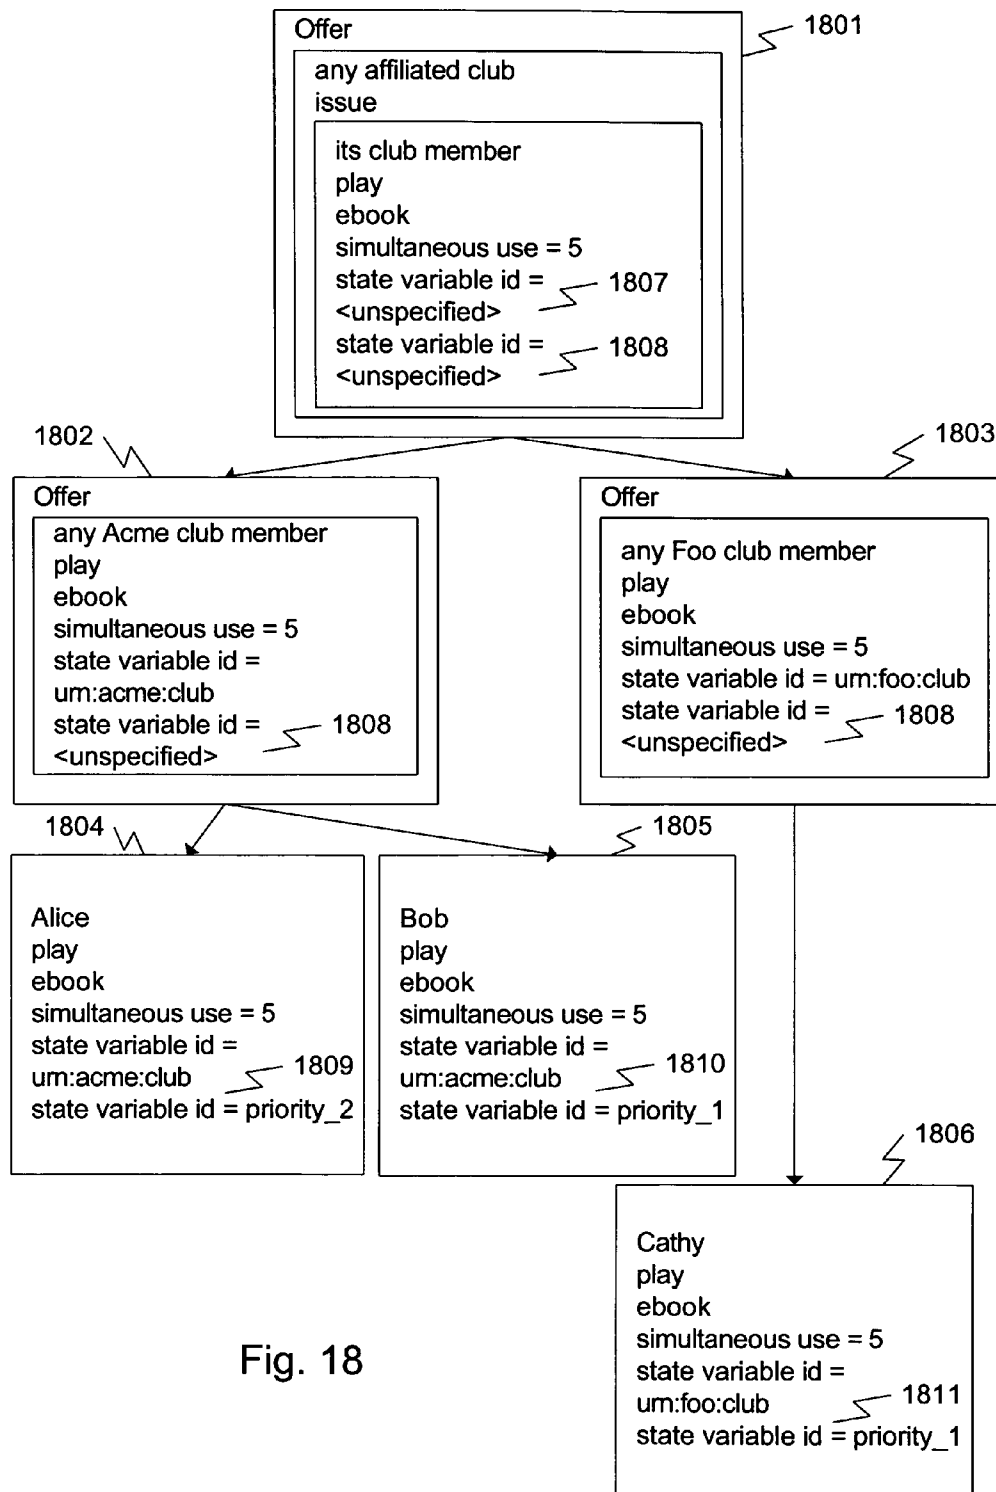 Offer
1801
any affiliated club
issue
its club member
play
ebook
simultaneous use = 5
state variable id =
1807
<unspecified>
state variable id =
1808
<unspecified>
1802
1803
Offer
any Acme club member
play
ebook
simultaneous use = 5
state variable id =
urn:acme:club
state variable id =
1808
<unspecified>
Offer
any Foo club member
play
ebook
simultaneous use = 5
state variable id = urn:foo:club
state variable id =
1808
<unspecified>
1804
1805
Alice
play
ebook
simultaneous use = 5
state variable id =
1809
urn:acme:club
state variable id = priority_2
Bob
play
ebook
simultaneous use = 5
state variable id =
1810
urn:acme:club
state variable id = priority_1
1806
Cathy
play
ebook
simultaneous use = 5
state variable id =
1811
urn:foo:club
state variable id = priority_1
Fig. 18